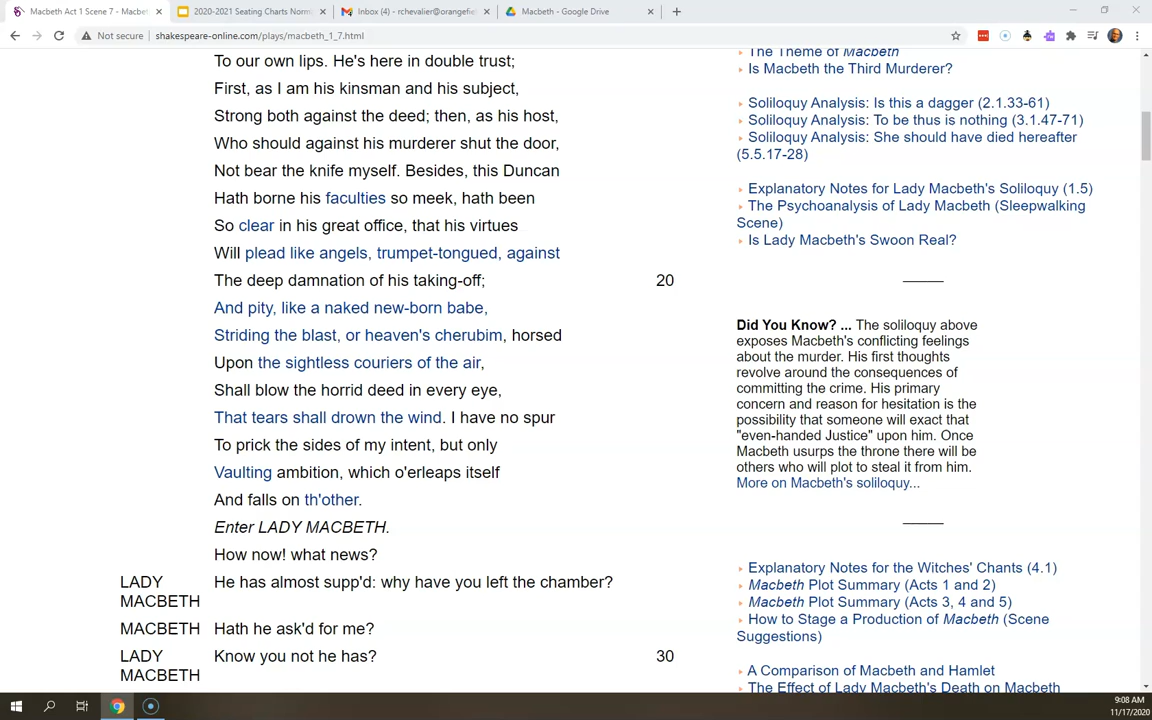 Macbeth Act 1 Scene 7 - Macbet
2020-2021 Seating Charts Norm
Inbox (4) - rchevalier@orangefie
Macbeth - Google Drive
Not secure | shakespeare-online.com/plays/macbeth_1_7.html
To our own lips. He's here in double trust;
First, as I am his kinsman and his subject,
Strong both against the deed; then, as his host,
Who should against his murderer shut the door,
Not bear the knife myself. Besides, this Duncan
Hath borne his faculties so meek, hath been
So clear in his great office, that his virtues
Will plead like angels, trumpet-tongued, against
The deep damnation of his taking-off; 20
And pity, like a naked new-born babe,
Striding the blast, or heaven's cherubim, horsed
Upon the sightless couriers of the air,
Shall blow the horrid deed in every eye,
That tears shall drown the wind. I have no spur
To prick the sides of my intent, but only
Vaulting ambition, which o'erleaps itself
And falls on th'other.
Enter LADY MACBETH.
How now! what news?
LADY He has almost supp'd: why have you left the chamber?
MACBETH
MACBETH Hath he ask'd for me?
LADY Know you not he has? 30
MACBETH
The Theme of Macbeth
Is Macbeth the Third Murderer?
Soliloquy Analysis: Is this a dagger (2.1.33-61)
Soliloquy Analysis: To be thus is nothing (3.1.47-71)
Soliloquy Analysis: She should have died hereafter
(5.5.17-28)
Explanatory Notes for Lady Macbeth's Soliloquy (1.5)
The Psychoanalysis of Lady Macbeth (Sleepwalking
Scene)
Is Lady Macbeth's Swoon Real?
Did You Know? ... The soliloquy above
exposes Macbeth's conflicting feelings
about the murder. His first thoughts
revolve around the consequences of
committing the crime. His primary
concern and reason for hesitation is the
possibility that someone will exact that
"even-handed Justice" upon him. Once
Macbeth usurps the throne there will be
others who will plot to steal it from him.
More on Macbeth's soliloquy...
Explanatory Notes for the Witches' Chants (4.1)
Macbeth Plot Summary (Acts 1 and 2)
Macbeth Plot Summary (Acts 3, 4 and 5)
How to Stage a Production of Macbeth (Scene
Suggestions)
A Comparison of Macbeth and Hamlet
The Effect of Lady Macbeth's Death on Macbeth
9:08 AM
11/17/2020